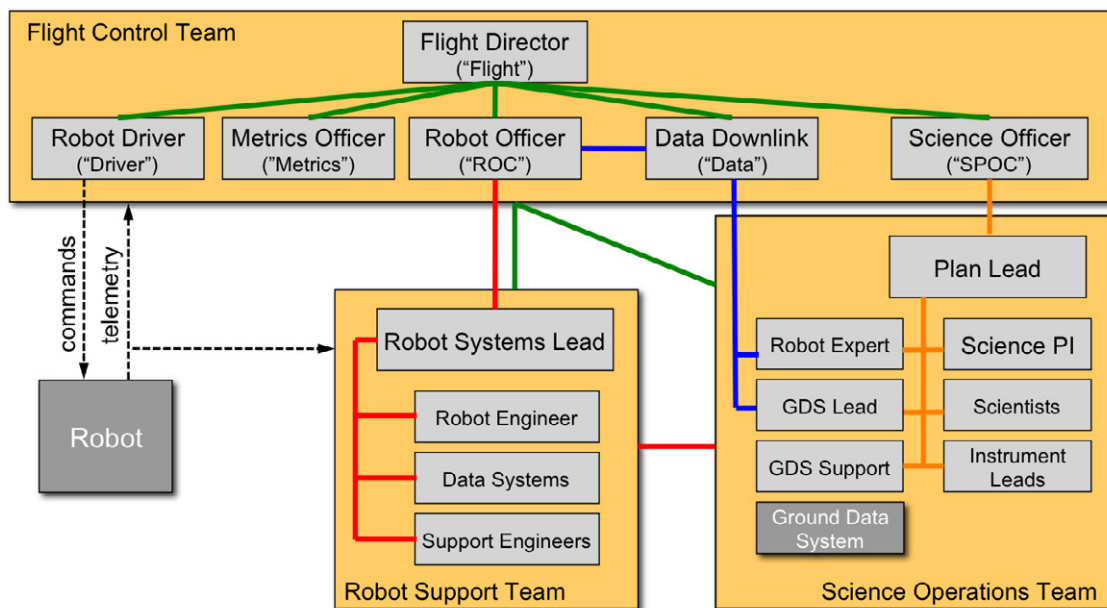 Flight Control Team
Flight Director
(“Flight”)
Robot Driver
(“Driver”)
Metrics Officer
(”Metrics”)
Robot Officer
(“ROC”)
Data Downlink
(“Data”)
Science Officer
(“SPOC”)
commands
telemetry
Robot
Robot Systems Lead
Robot Engineer
Data Systems
Support Engineers
Robot Support Team
Plan Lead
Robot Expert
Science PI
GDS Lead
Scientists
GDS Support
Instrument
Leads
Ground Data
System
Science Operations Team